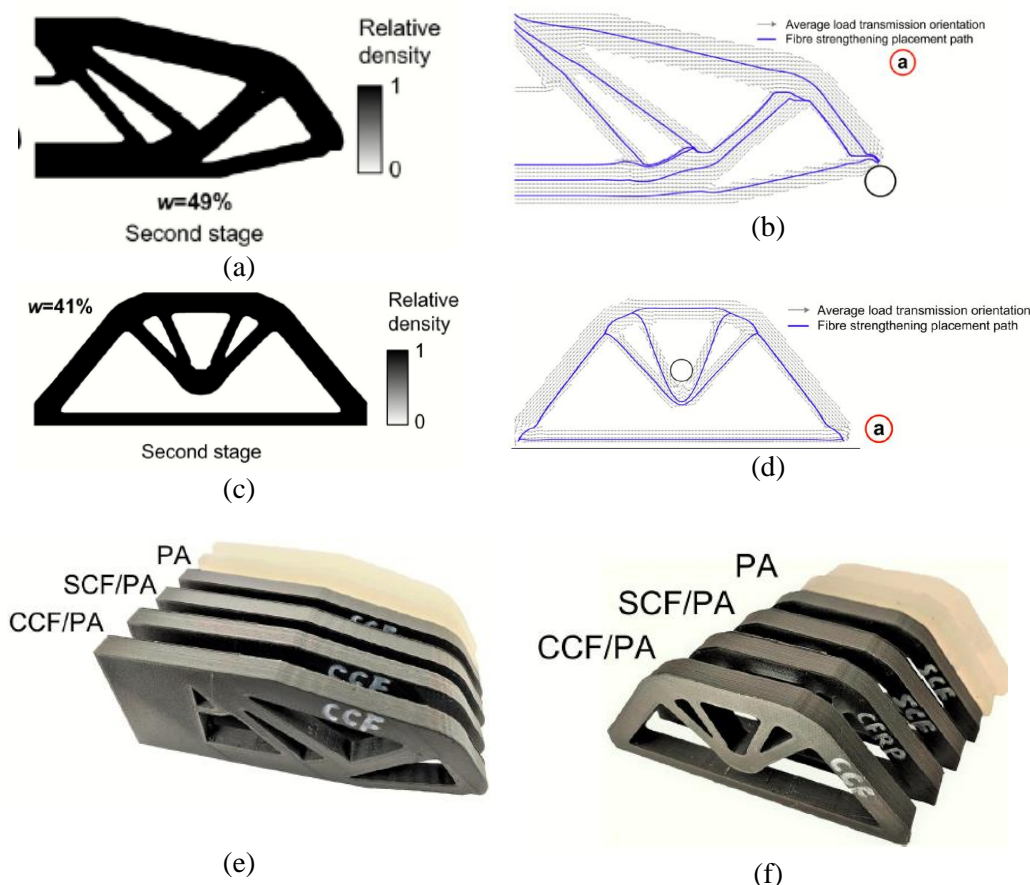 Relative
density
1
0
w=49%
Second stage
(a)
Average load transmission orientation
Fibre strengthening placement path
a
(b)
w=41%
Relative
density
1
0
Second stage
(c)
Average load transmission orientation
Fibre strengthening placement path
a
(d)
PA
SCF/PA
CCF/PA
CCF
CCF
CCF
(e)
PA
SCF/PA
CCF/PA
SCF
SCF
CFRP
CCF
(f)